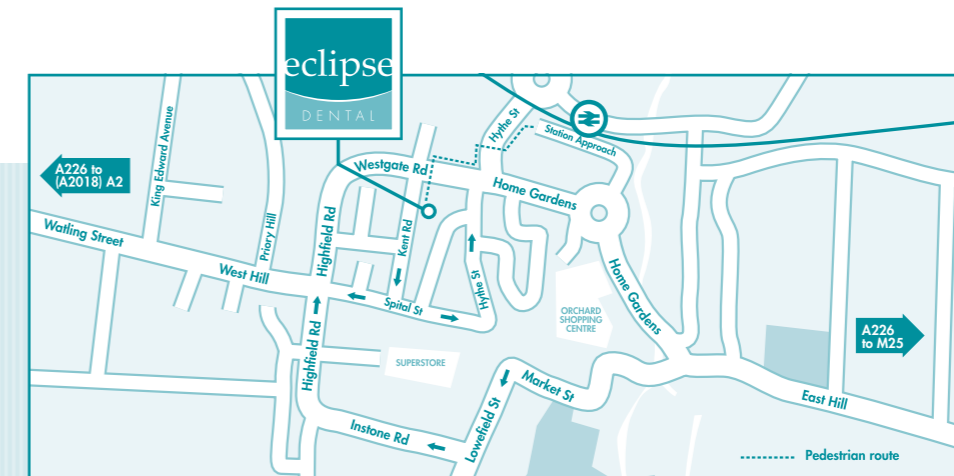 eclipse
DENTAL
King Edward Avenue
A226 to
(A2018) A2
Hythe St
Station Approach
Westgate Rd
Home Gardens
Watling Street
Priory Hill
Highfield Rd
Kent Rd
West Hill
Hythe St
Home Gardens
Spital St
ORCHARD
SHOPPING
CENTRE
A226
to M25
Highfield Rd
SUPERSTORE
Market St
East Hill
Lowefield St
Instone Rd
Pedestrian route